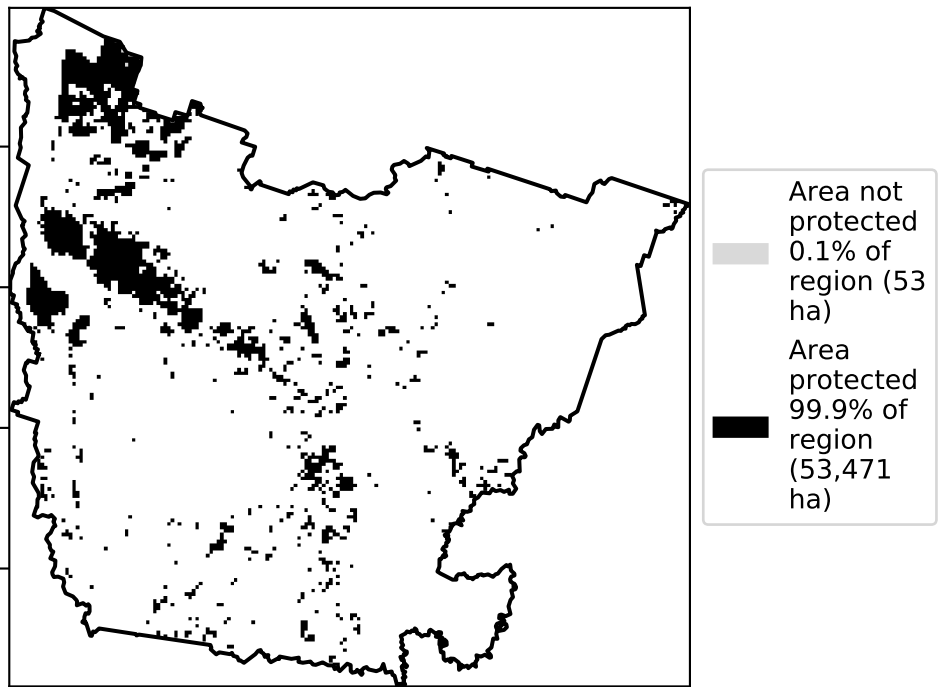 Area not
protected
0.1% of
region (53
ha)
Area
protected
99.9% of
region
(53,471
ha)